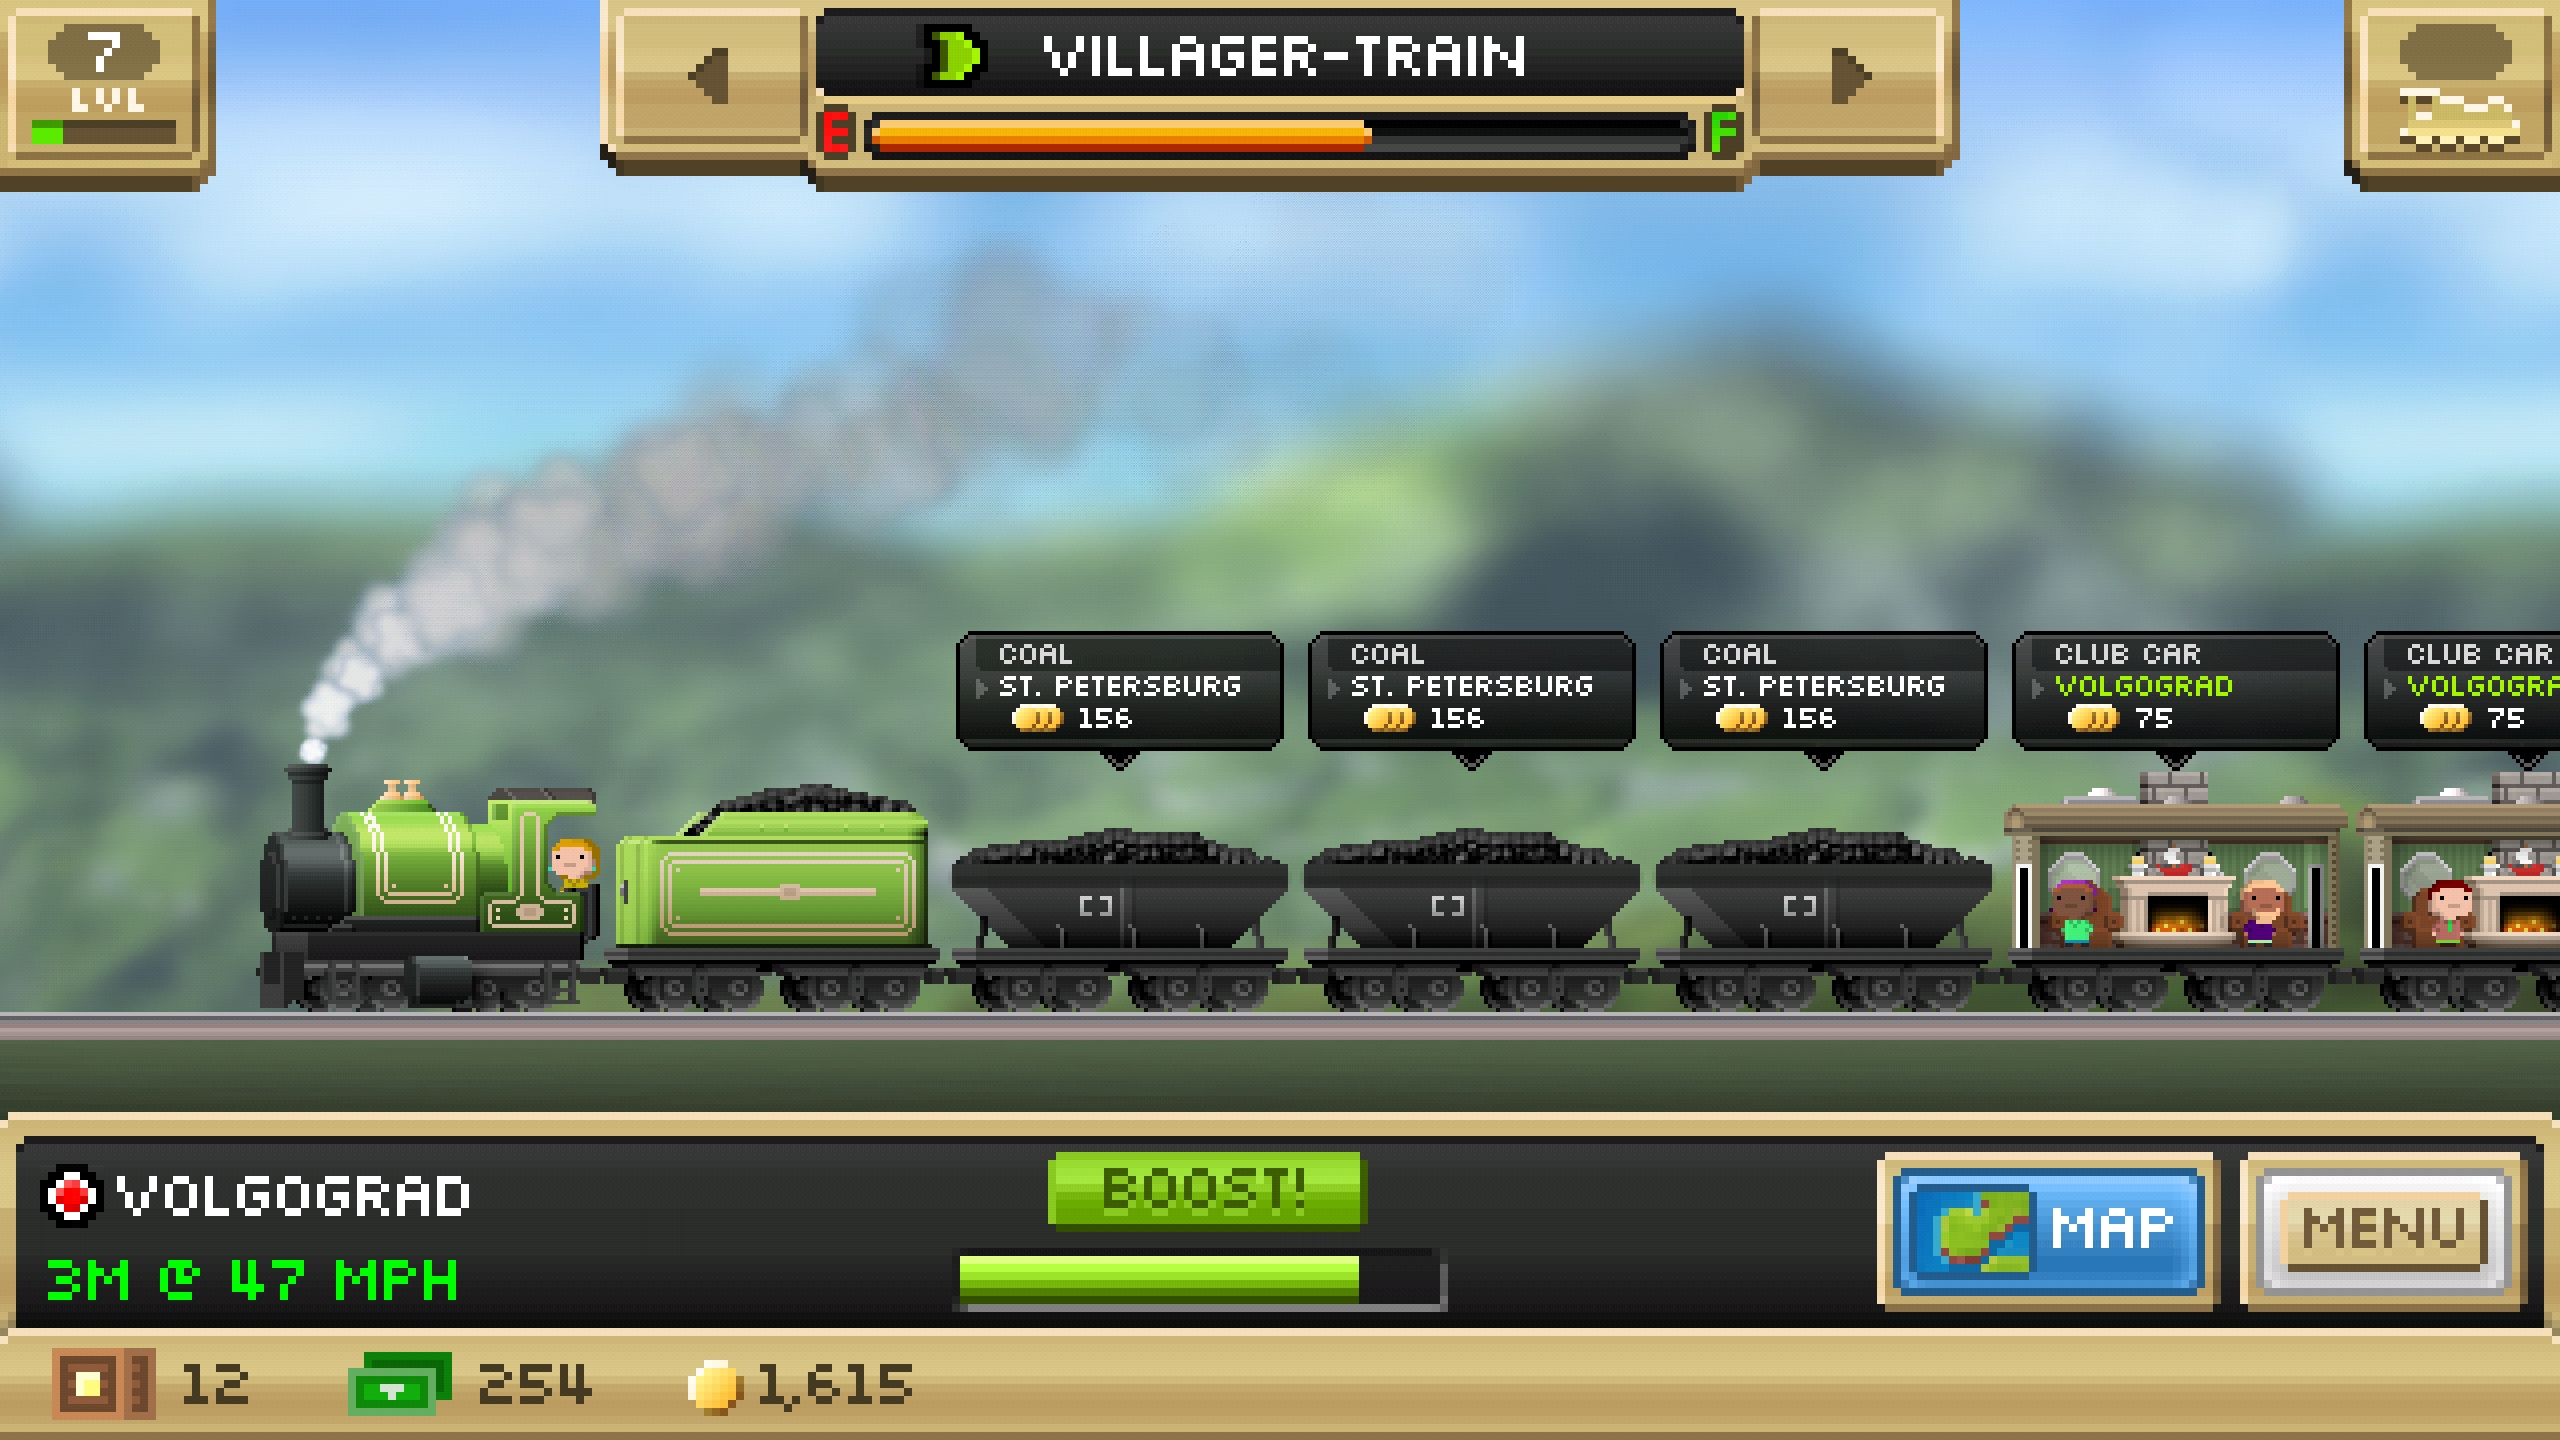 7
LVL
VILLAGER-TRAIN
E F
COAL
ST. PETERSBURG
156
COAL
ST. PETERSBURG
156
COAL
ST. PETERSBURG
156
CLUB CAR
VOLGOGRAD
75
CLUB CAR
VOLGOGRA
75
VOLGOGRAD
3M @ 47 MPH
BOOST!
MAP
MENU
12
254
1,615